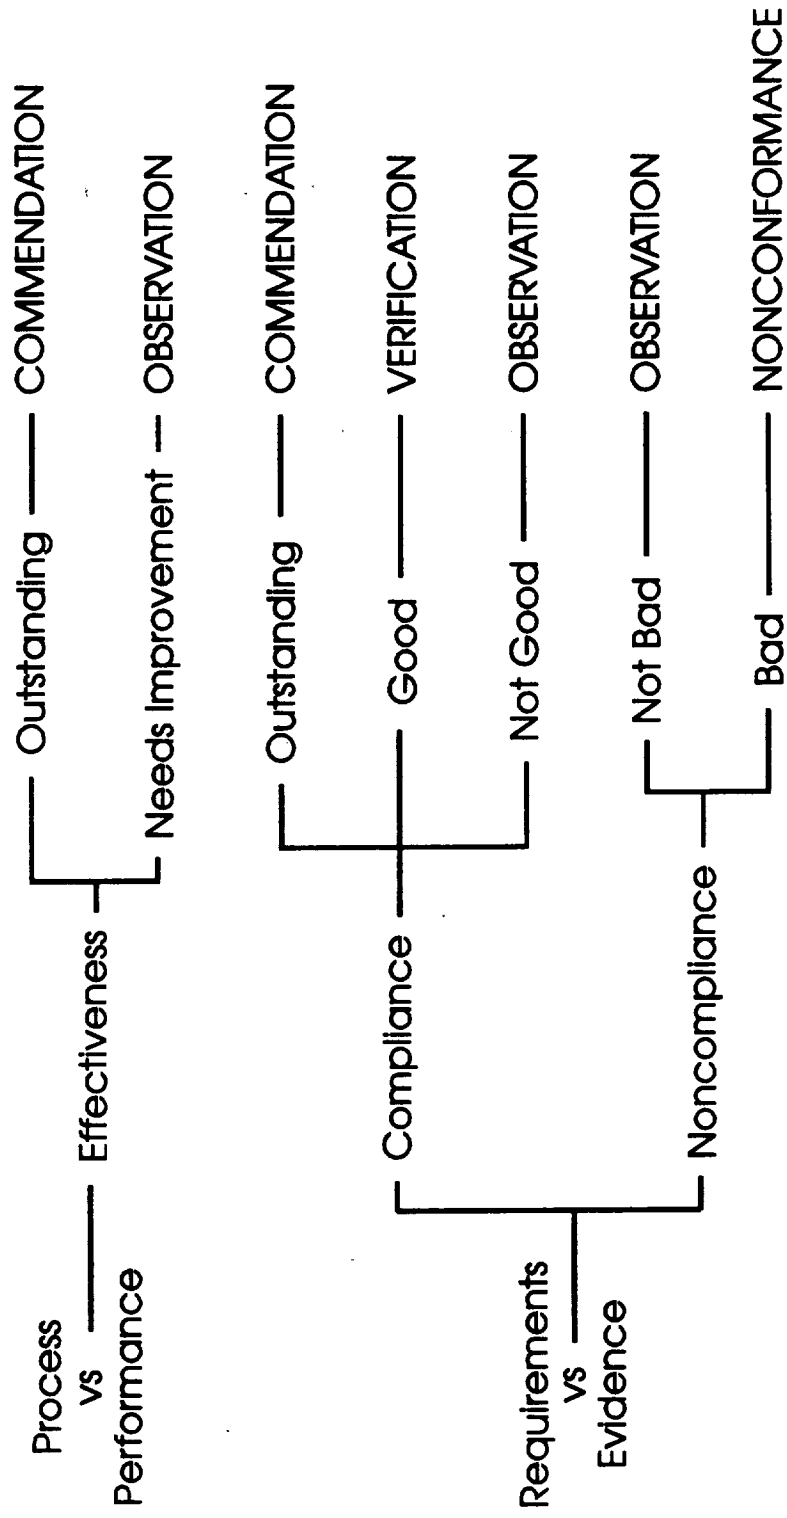 Process
vs
Performance
Effectiveness
Outstanding
COMMENDATION
Needs Improvement
OBSERVATION
Requirements
vs
Evidence
Compliance
Outstanding
COMMENDATION
Good
VERIFICATION
Not Good
OBSERVATION
Noncompliance
Not Bad
OBSERVATION
Bad
NONCONFORMANCE